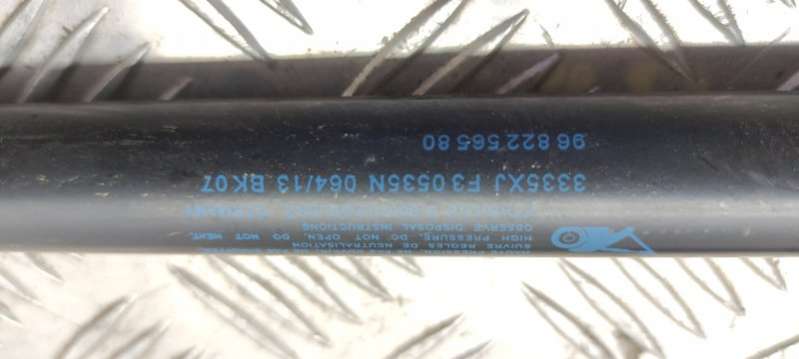 SUIVRE REGLES DE NEUTRALISATION
HIGH PRESSURE, DO NOT OPEN. DO NOT HEAT.
OBSERVE DISPOSAL INSTRUCTIONS
3335XJ F3 0535N 064/13 BK07
96 822 565 80